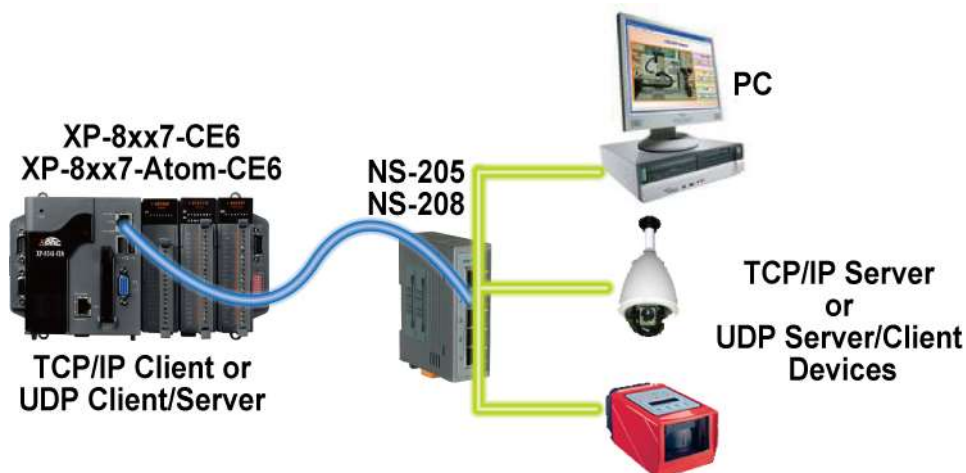 XP-8xx7-CE6
XP-8xx7-Atom-CE6
TCP/IP Client or
UDP Client/Server
NS-205
NS-208
PC
TCP/IP Server
or
UDP Server/Client
Devices